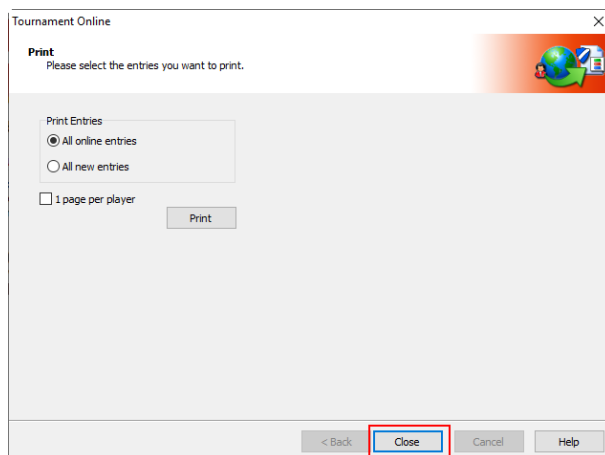 Tournament Online
Print
Please select the entries you want to print.
Print Entries
All online entries
All new entries
1 page per player
Print
< Back
Close
Cancel
Help